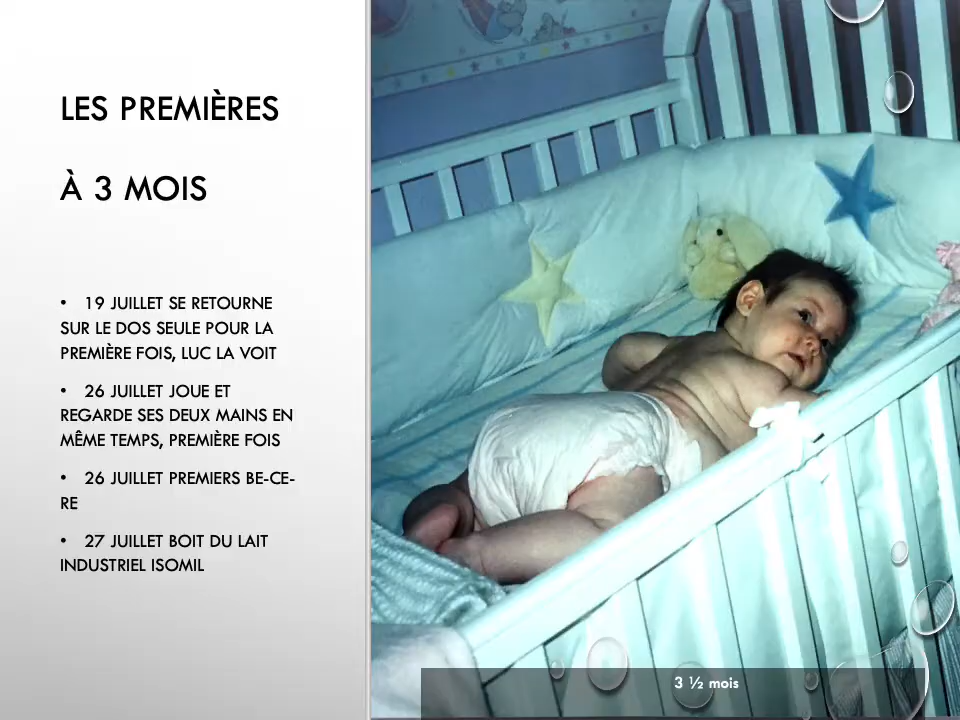 LES PREMIÈRES
À 3 MOIS
• 19 JUILLET SE RETOURNE
SUR LE DOS SEULE POUR LA
PREMIÈRE FOIS, LUC LA VOIT
• 26 JUILLET JOUE ET
REGARDE SES DEUX MAINS EN
MÊME TEMPS, PREMIÈRE FOIS
• 26 JUILLET PREMIERS BE-CE-
RE
• 27 JUILLET BOIT DU LAIT
INDUSTRIEL ISOMIL
3 ½ mois